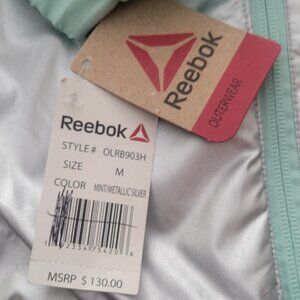 Reebok
OUTERWEAR
Reebok
STYLE# OLRB903H
SIZE M
COLOR MINT/METALLIC SILVER
MSRP $ 130.00